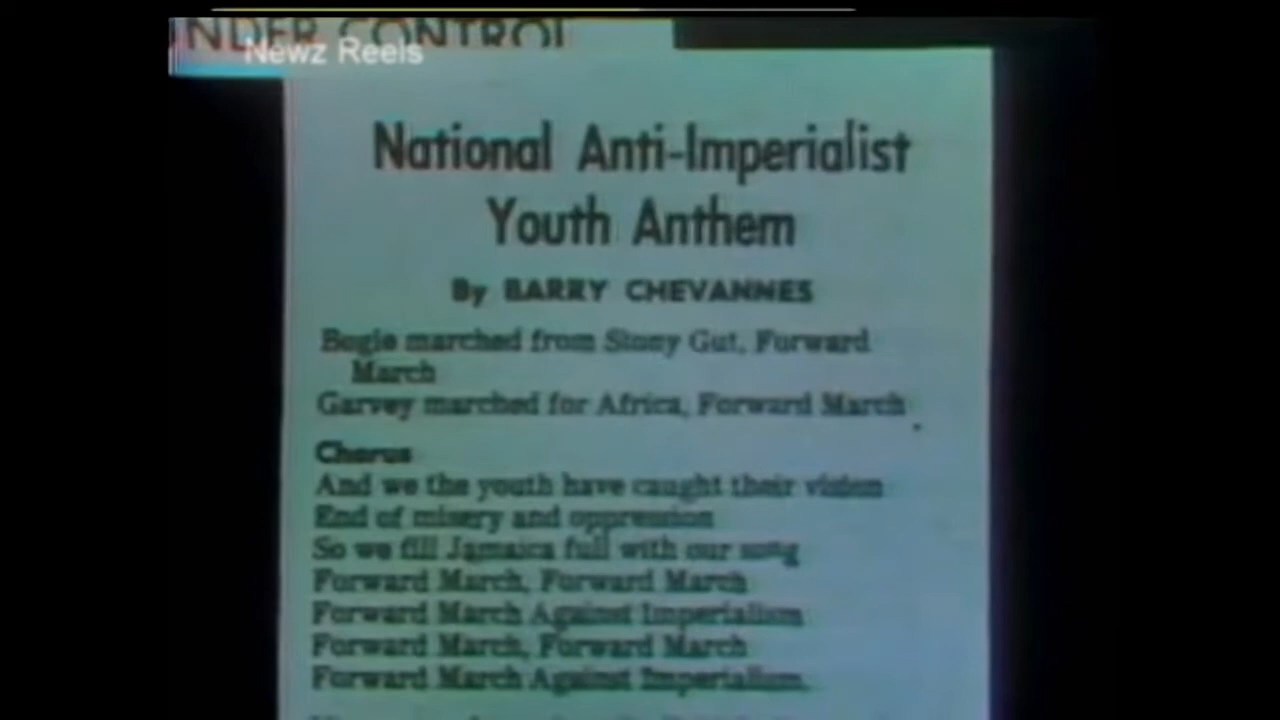 UNDER CONTROL
Newz Reels
National Anti-Imperialist
Youth Anthem
By BARRY CHEVANNES
Bogle marched from Stony Gut, Forward
March
Garvey marched for Africa, Forward March
Chorus
And we the youth have caught their vision
End of misery and oppression
So we fill Jamaica full with our song
Forward March, Forward March
Forward March Against Imperialism
Forward March, Forward March
Forward March Against Imperialism.